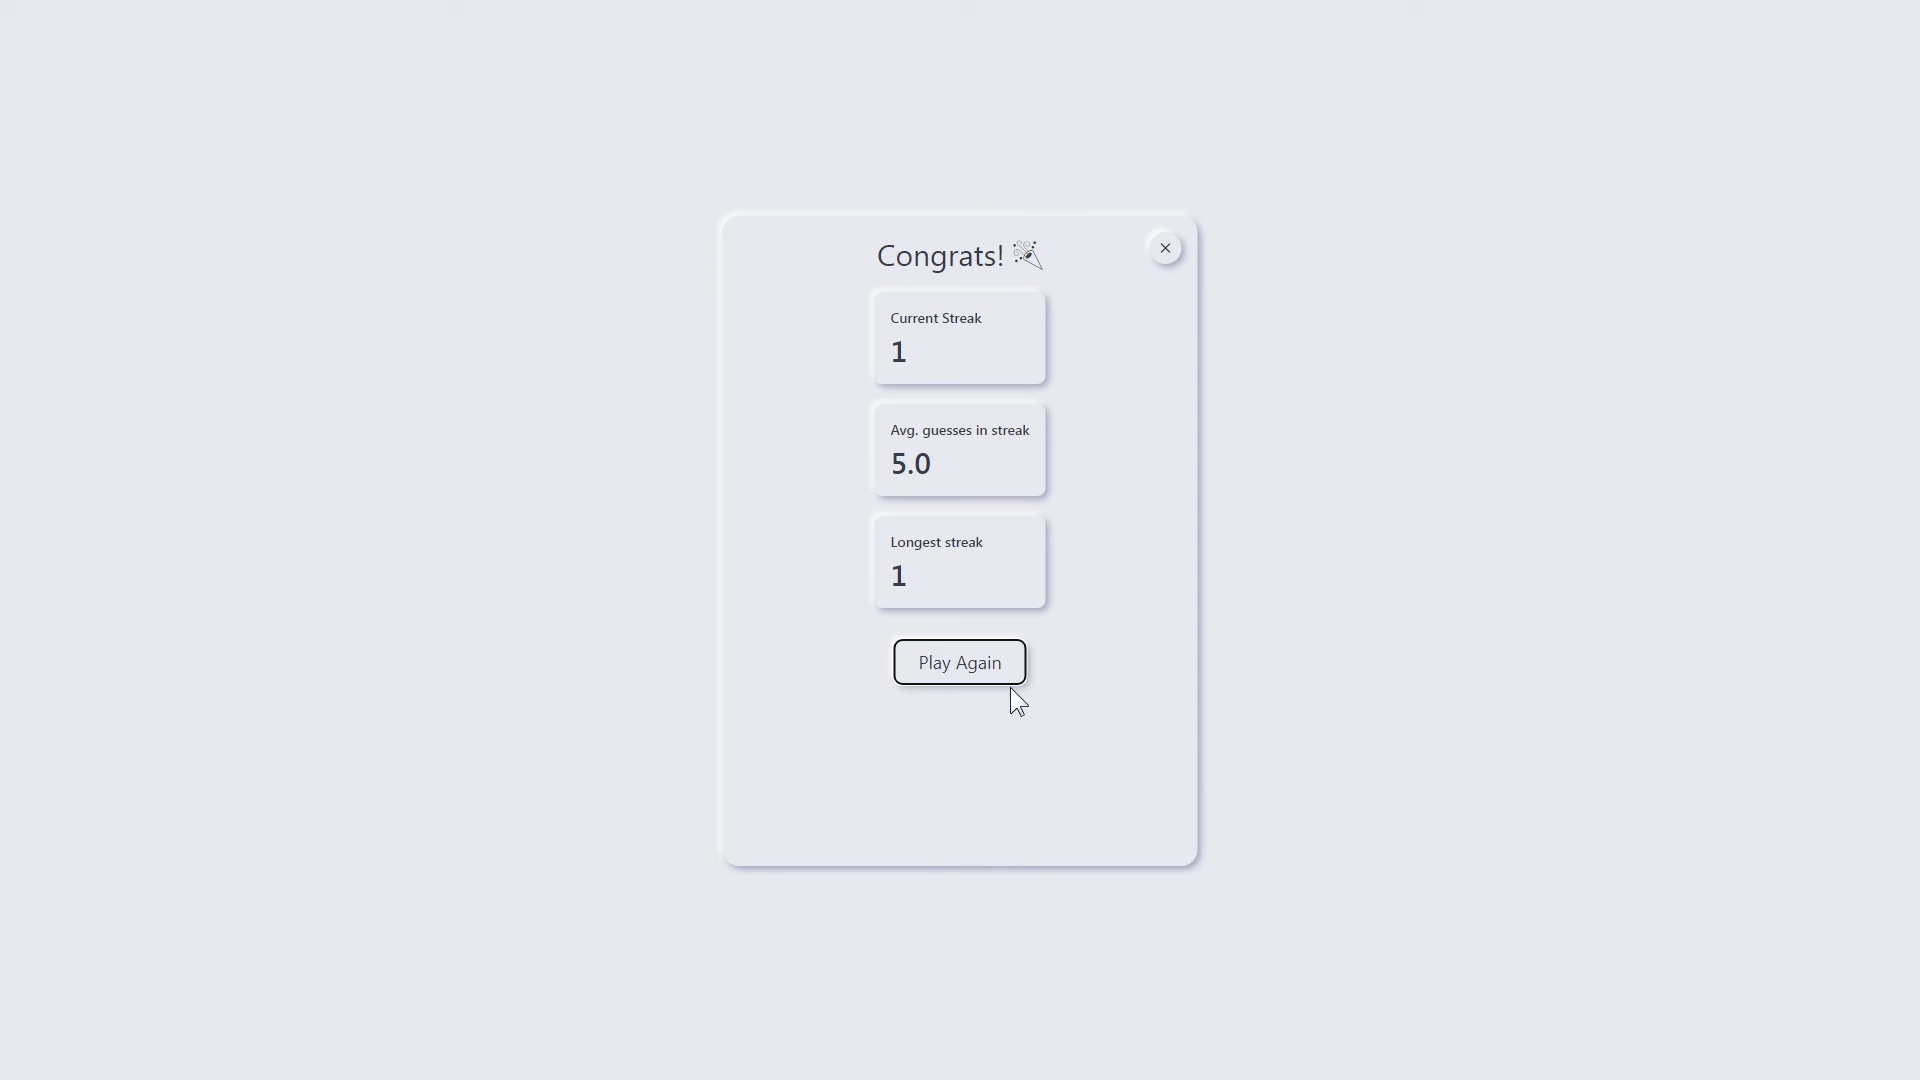 Congrats! 🎉
Current Streak
1
Avg. guesses in streak
5.0
Longest streak
1
Play Again